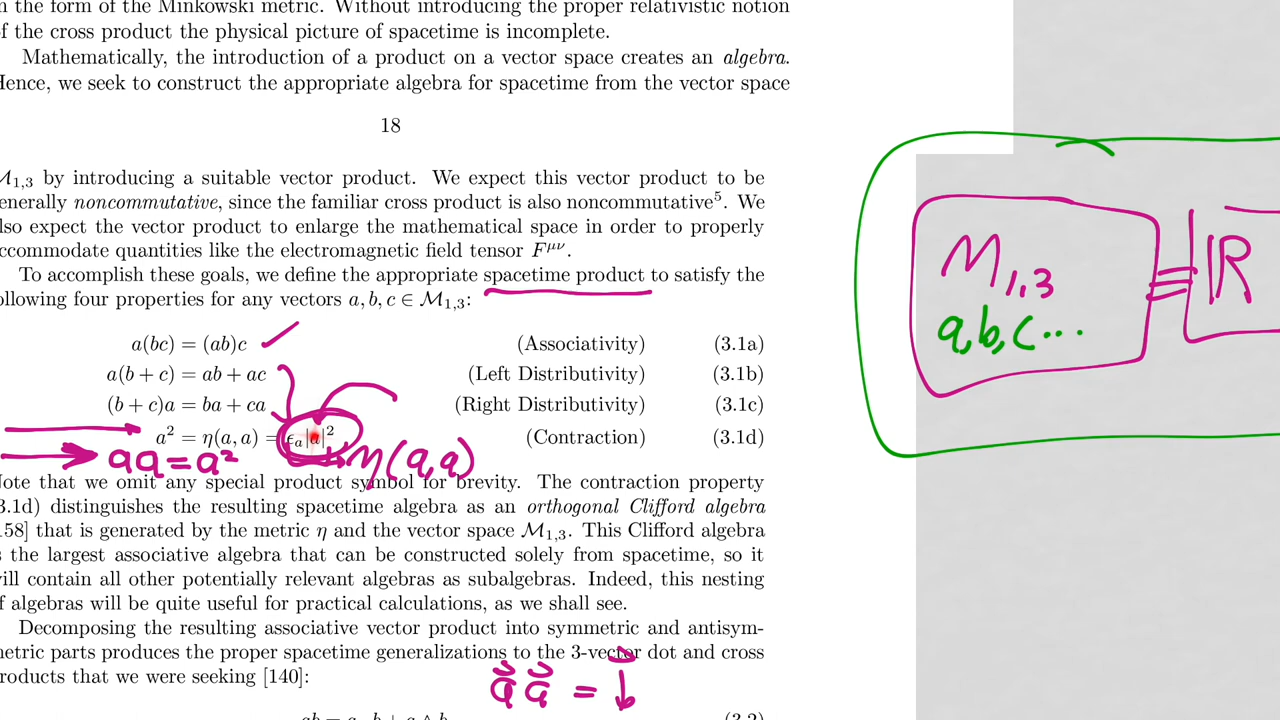 n the form of the Minkowski metric. Without introducing the proper relativistic notion
f the cross product the physical picture of spacetime is incomplete.
Mathematically, the introduction of a product on a vector space creates an algebra.
Hence, we seek to construct the appropriate algebra for spacetime from the vector space
18
M1,3 by introducing a suitable vector product. We expect this vector product to be
enerally noncommutative, since the familiar cross product is also noncommutative⁵. We
lso expect the vector product to enlarge the mathematical space in order to properly
ccommodate quantities like the electromagnetic field tensor F^μν.
To accomplish these goals, we define the appropriate spacetime product to satisfy the
ollowing four properties for any vectors a, b, c ∈ M1,3:
a(bc) = (ab)c (Associativity) (3.1a)
a(b + c) = ab + ac (Left Distributivity) (3.1b)
(b + c)a = ba + ca (Right Distributivity) (3.1c)
a² = η(a, a) = ϵₐ|a|² (Contraction) (3.1d)
aa = a² η(a,a)
Note that we omit any special product symbol for brevity. The contraction property
3.1d) distinguishes the resulting spacetime algebra as an orthogonal Clifford algebra
158] that is generated by the metric η and the vector space M1,3. This Clifford algebra
s the largest associative algebra that can be constructed solely from spacetime, so it
will contain all other potentially relevant algebras as subalgebras. Indeed, this nesting
f algebras will be quite useful for practical calculations, as we shall see.
Decomposing the resulting associative vector product into symmetric and antisym-
metric parts produces the proper spacetime generalizations to the 3-vector dot and cross
roducts that we were seeking [140]:
a a = b
ab = a · b + a ∧ b (3.2)
M1,3 ≡ ℝ
a,b,c...